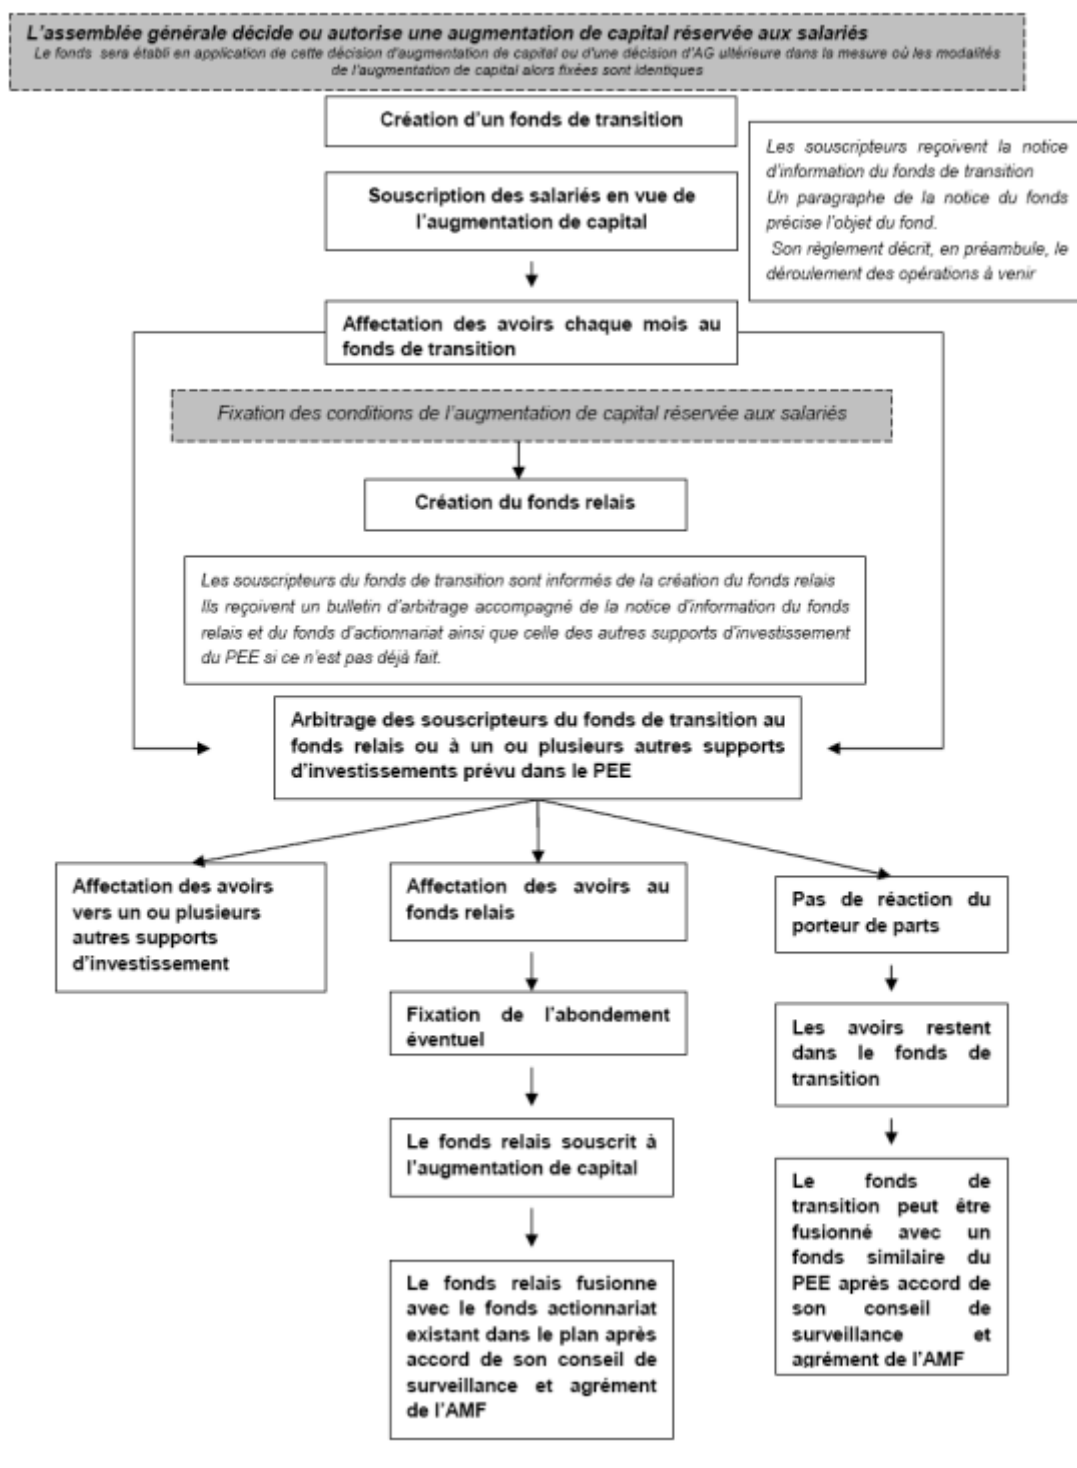 L'assemblée générale décide ou autorise une augmentation de capital réservée aux salariés
Le fonds sera établi en application de cette décision d'augmentation de capital ou d'une décision d'AG ultérieure dans la mesure où les modalités
de l'augmentation de capital alors fixées sont identiques
Création d'un fonds de transition
Les souscripteurs reçoivent la notice
d'information du fonds de transition
Un paragraphe de la notice du fonds
précise l'objet du fond.
Son règlement décrit, en préambule, le
déroulement des opérations à venir
Souscription des salariés en vue de
l'augmentation de capital
Affectation des avoirs chaque mois au
fonds de transition
Fixation des conditions de l'augmentation de capital réservée aux salariés
Création du fonds relais
Les souscripteurs du fonds de transition sont informés de la création du fonds relais
Ils reçoivent un bulletin d'arbitrage accompagné de la notice d'information du fonds
relais et du fonds d'actionnariat ainsi que celle des autres supports d'investissement
du PEE si ce n'est pas déjà fait.
Arbitrage des souscripteurs du fonds de transition au
fonds relais ou à un ou plusieurs autres supports
d'investissements prévu dans le PEE
Affectation des avoirs
vers un ou plusieurs
autres supports
d'investissement
Affectation des avoirs au
fonds relais
Fixation de l'abondement
éventuel
Le fonds relais souscrit à
l'augmentation de capital
Le fonds relais fusionne
avec le fonds actionnariat
existant dans le plan après
accord de son conseil de
surveillance et agrément
de l'AMF
Pas de réaction du
porteur de parts
Les avoirs restent
dans le fonds de
transition
Le fonds de
transition peut être
fusionné avec un
fonds similaire du
PEE après accord de
son conseil de
surveillance et
agrément de l'AMF